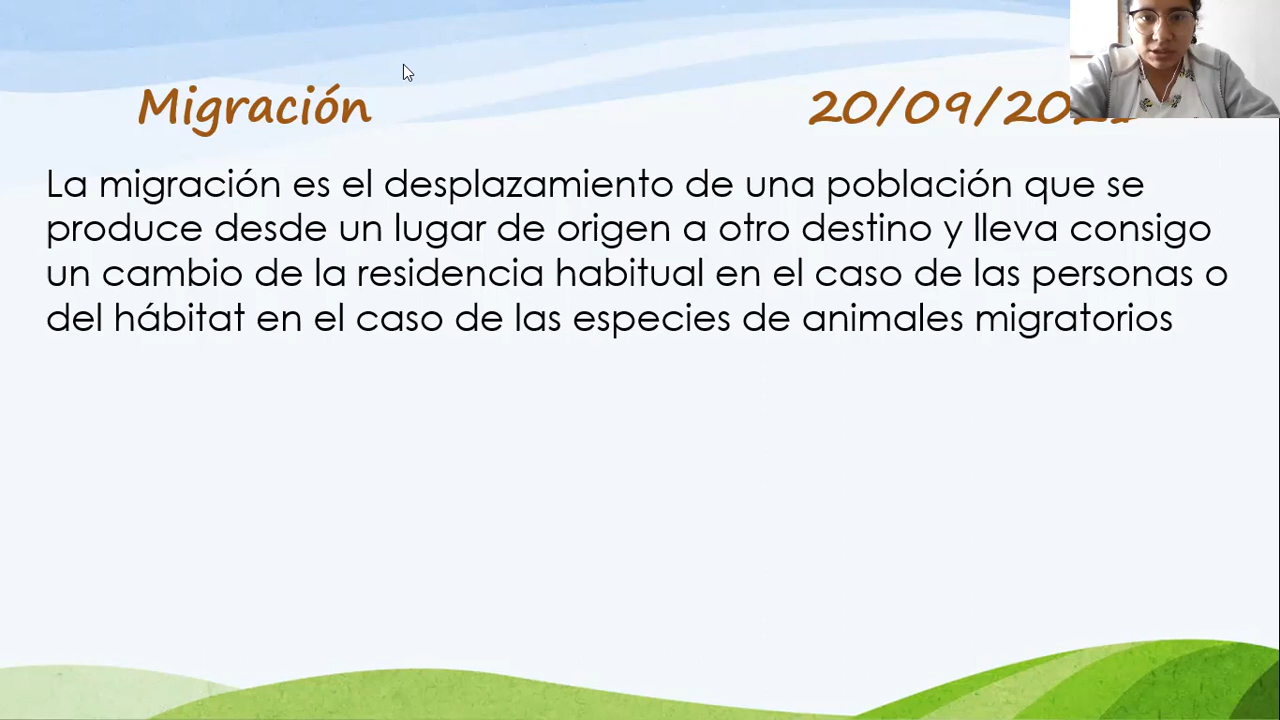 Migración 20/09/20
La migración es el desplazamiento de una población que se
produce desde un lugar de origen a otro destino y lleva consigo
un cambio de la residencia habitual en el caso de las personas o
del hábitat en el caso de las especies de animales migratorios